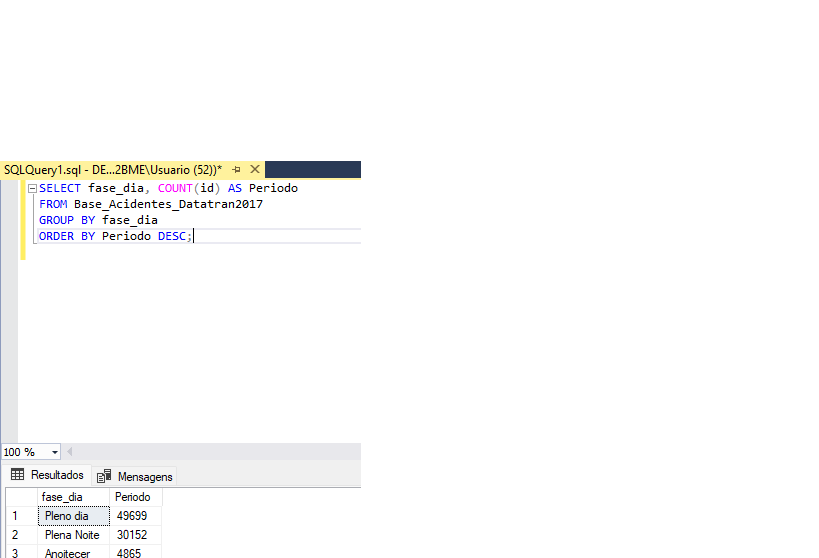 SQLQuery1.sql - DE...2BME\Usuario (52))*
SELECT fase_dia, COUNT(id) AS Periodo
FROM Base_Acidentes_Datatran2017
GROUP BY fase_dia
ORDER BY Periodo DESC;
100 %
Resultados Mensagens
fase_dia Periodo
1 Pleno dia 49699
2 Plena Noite 30152
3 Anoitecer 4865